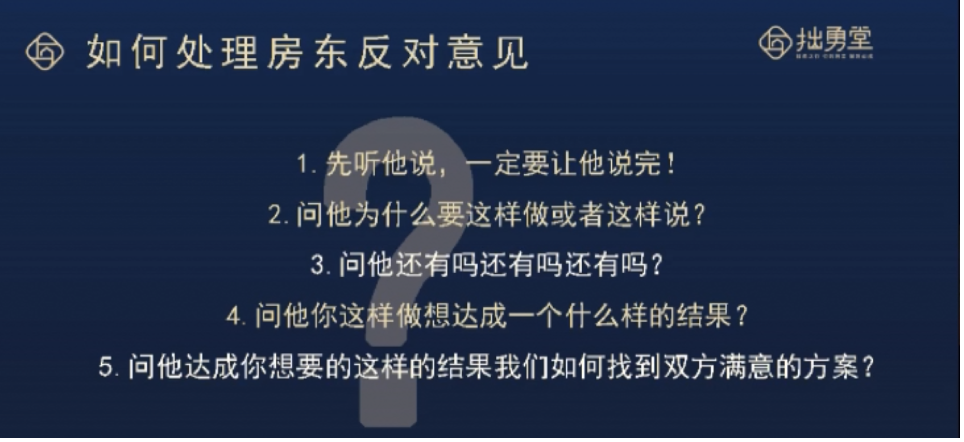 如何处理房东反对意见
拙勇堂
1.先听他说，一定要让他说完！
2.问他为什么要这样做或者这样说？
3.问他还有吗还有吗还有吗？
4.问他你这样做想达成一个什么样的结果？
5.问他达成你想要的这样的结果我们如何找到双方满意的方案？